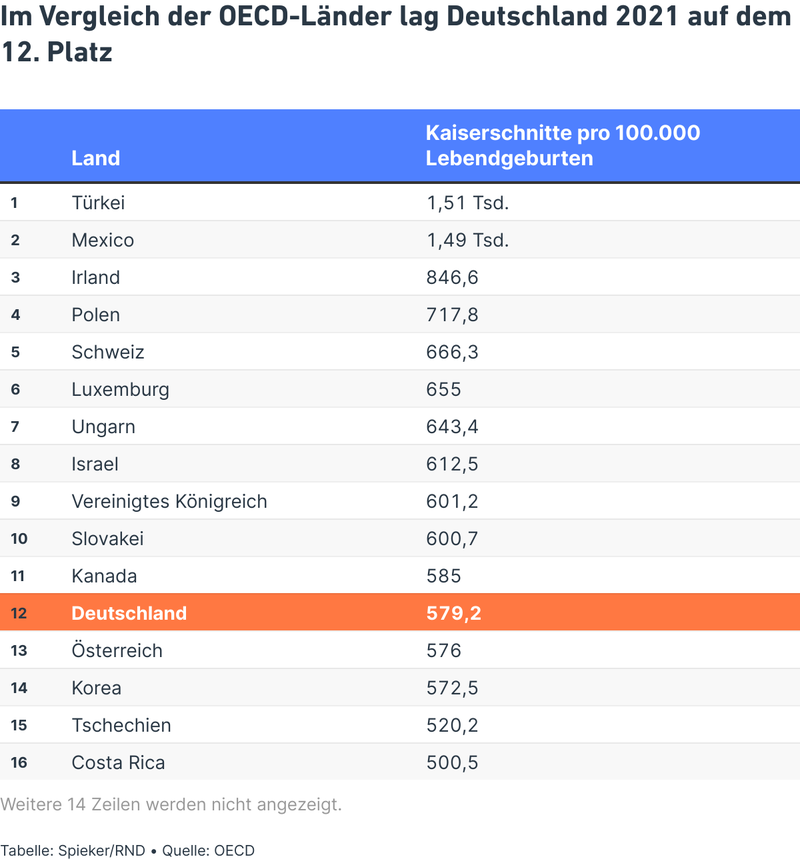 Im Vergleich der OECD-Länder lag Deutschland 2021 auf dem
12. Platz
Land
Kaiserschnitte pro 100.000
Lebendgeburten
1 Türkei 1,51 Tsd.
2 Mexico 1,49 Tsd.
3 Irland 846,6
4 Polen 717,8
5 Schweiz 666,3
6 Luxemburg 655
7 Ungarn 643,4
8 Israel 612,5
9 Vereinigtes Königreich 601,2
10 Slovakei 600,7
11 Kanada 585
12 Deutschland 579,2
13 Österreich 576
14 Korea 572,5
15 Tschechien 520,2
16 Costa Rica 500,5
Weitere 14 Zeilen werden nicht angezeigt.
Tabelle: Spieker/RND • Quelle: OECD